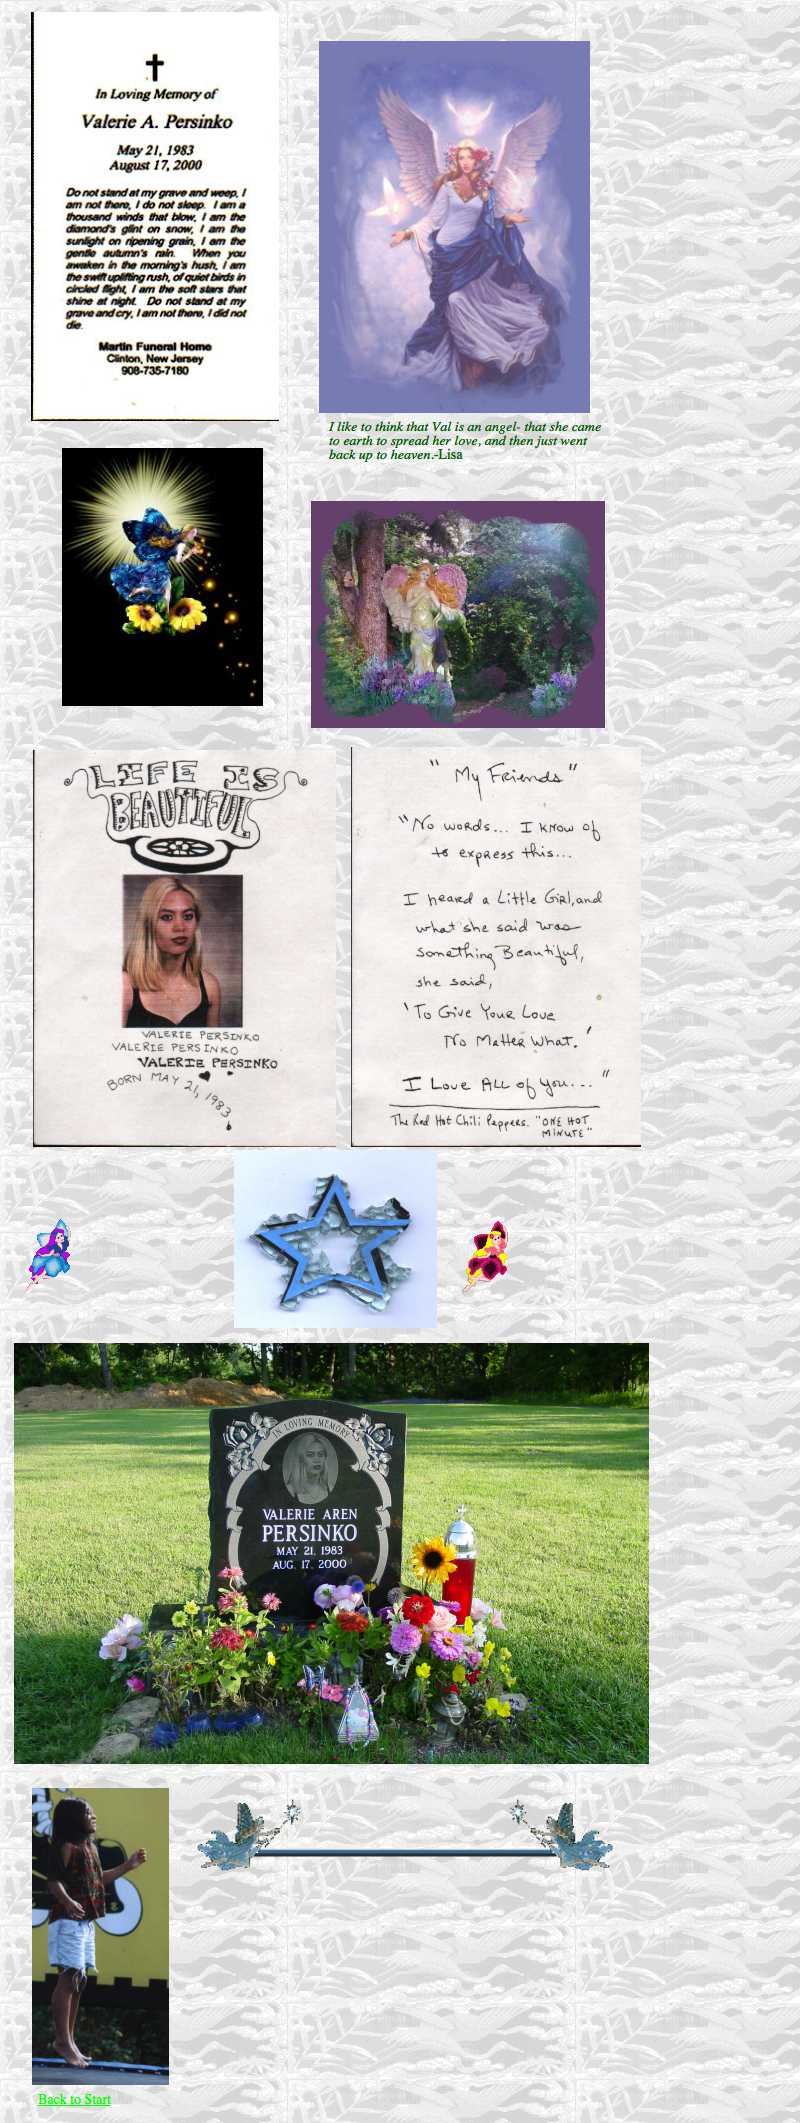 In Loving Memory of
Valerie A. Persinko
May 21, 1983
August 17, 2000
Do not stand at my grave and weep, I
am not there, I do not sleep. I am a
thousand winds that blow, I am the
diamond's glint on snow, I am the
sunlight on ripening grain, I am the
gentle autumn's rain. When you
awaken in the morning's hush, I am
the swift uplifting rush, of quiet birds in
circled flight, I am the soft stars that
shine at night. Do not stand at my
grave and cry, I am not there, I did not
die.
Martin Funeral Home
Clinton, New Jersey
908-735-7180
I like to think that Val is an angel- that she came
to earth to spread her love, and then just went
back up to heaven.-Lisa
LIFE IS
BEAUTIFUL
VALERIE PERSINKO
VALERIE PERSINKO
VALERIE PERSINKO
BORN MAY 21, 1983
"My Friends"
"No words... I know of
to express this...
I heard a Little Girl, and
what she said was
something Beautiful,
she said,
'To Give Your Love
No Matter What.'
I Love All of You..."
The Red Hot Chili Peppers. "ONE HOT
MINUTE"
IN LOVING MEMORY
VALERIE AREN
PERSINKO
MAY 21, 1983
AUG. 17, 2000
Back to Start